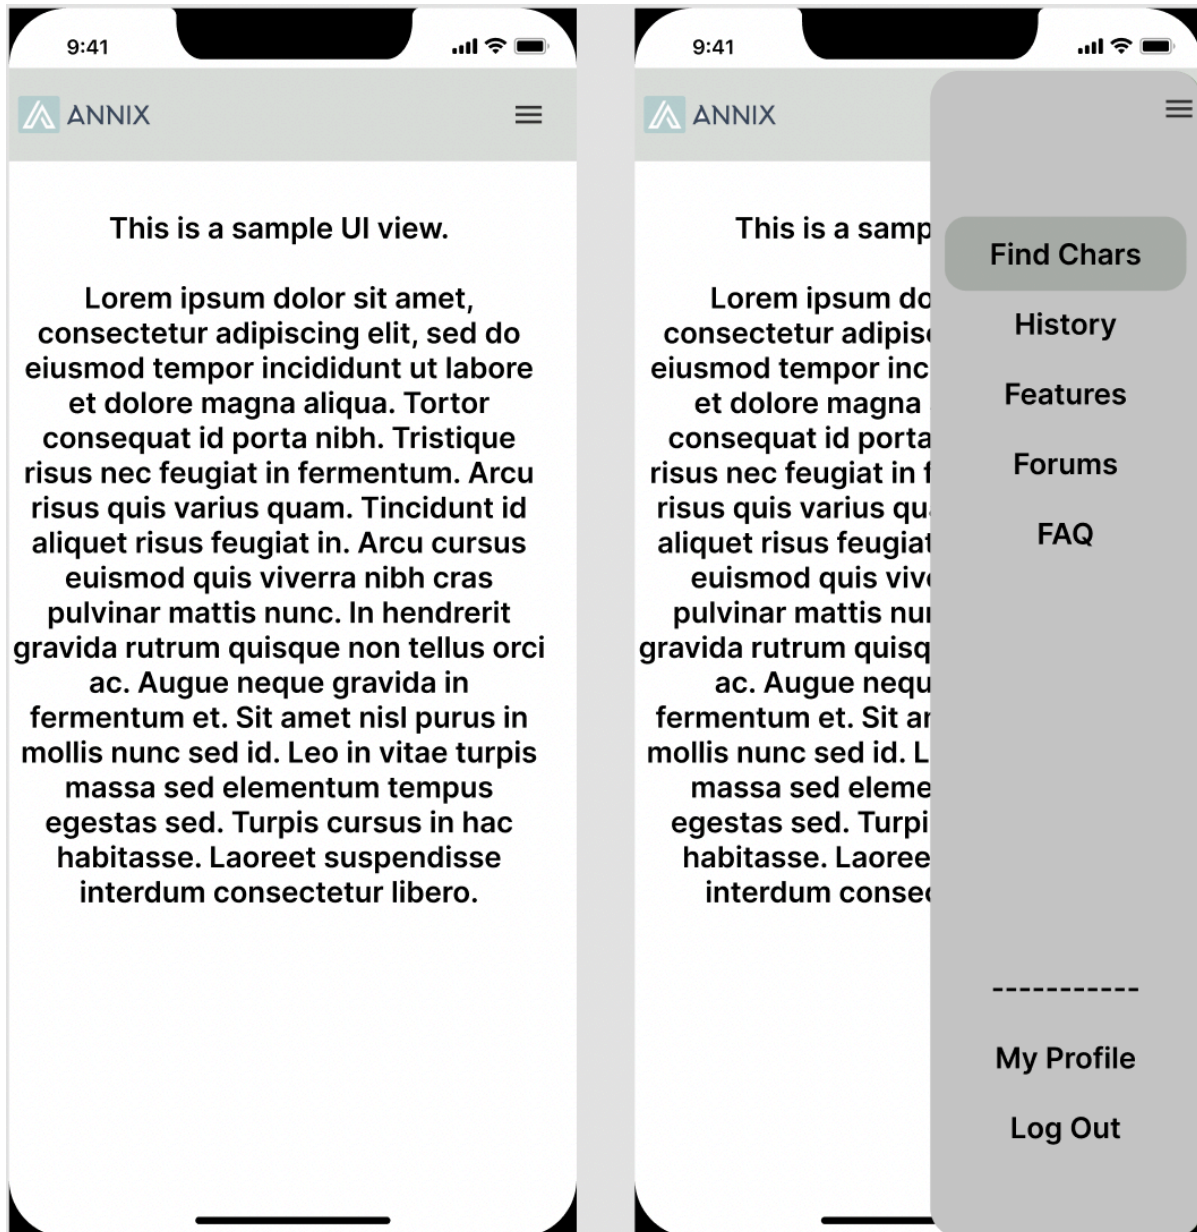 9:41
ANNIX
This is a sample UI view.
Lorem ipsum dolor sit amet,
consectetur adipiscing elit, sed do
eiusmod tempor incididunt ut labore
et dolore magna aliqua. Tortor
consequat id porta nibh. Tristique
risus nec feugiat in fermentum. Arcu
risus quis varius quam. Tincidunt id
aliquet risus feugiat in. Arcu cursus
euismod quis viverra nibh cras
pulvinar mattis nunc. In hendrerit
gravida rutrum quisque non tellus orci
ac. Augue neque gravida in
fermentum et. Sit amet nisl purus in
mollis nunc sed id. Leo in vitae turpis
massa sed elementum tempus
egestas sed. Turpis cursus in hac
habitasse. Laoreet suspendisse
interdum consectetur libero.
9:41
ANNIX
This is a samp
Lorem ipsum do
consectetur adipis
eiusmod tempor inc
et dolore magna
consequat id porta
risus nec feugiat in f
risus quis varius qu
aliquet risus feugiat
euismod quis viv
pulvinar mattis nu
gravida rutrum quisq
ac. Augue nequ
fermentum et. Sit a
mollis nunc sed id. L
massa sed eleme
egestas sed. Turpi
habitasse. Laoree
interdum conse
Find Chars
History
Features
Forums
FAQ
-----------
My Profile
Log Out